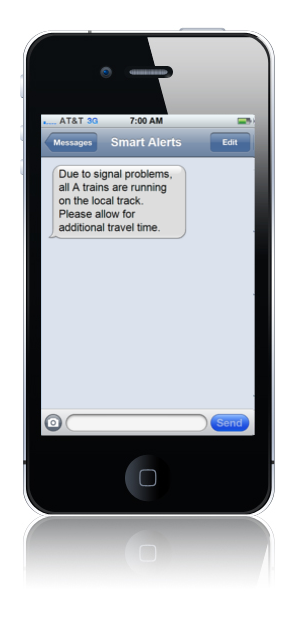 AT&T 3G 7:00 AM
Messages Smart Alerts Edit
Due to signal problems,
all A trains are running
on the local track.
Please allow for
additional travel time.
Send